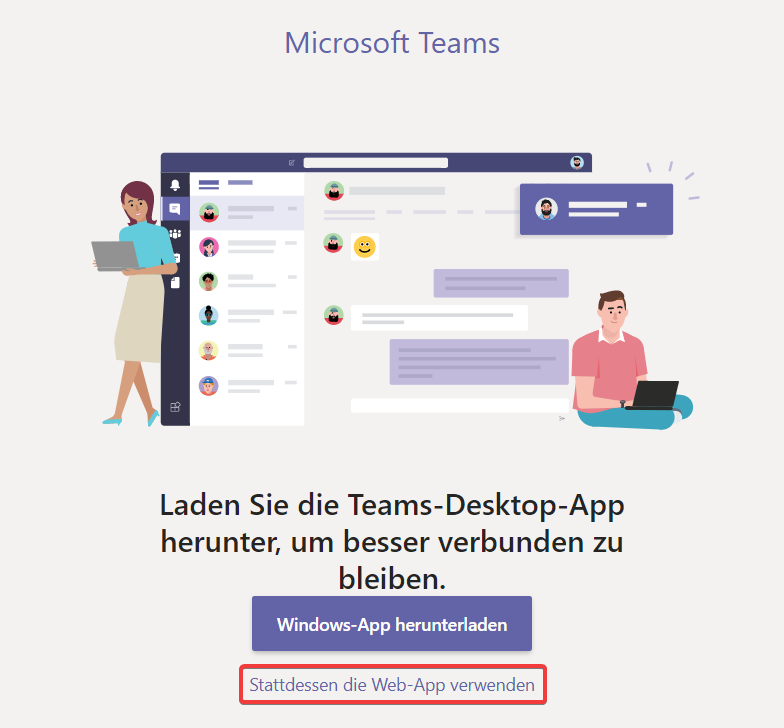 Microsoft Teams
Laden Sie die Teams-Desktop-App
herunter, um besser verbunden zu
bleiben.
Windows-App herunterladen
Stattdessen die Web-App verwenden